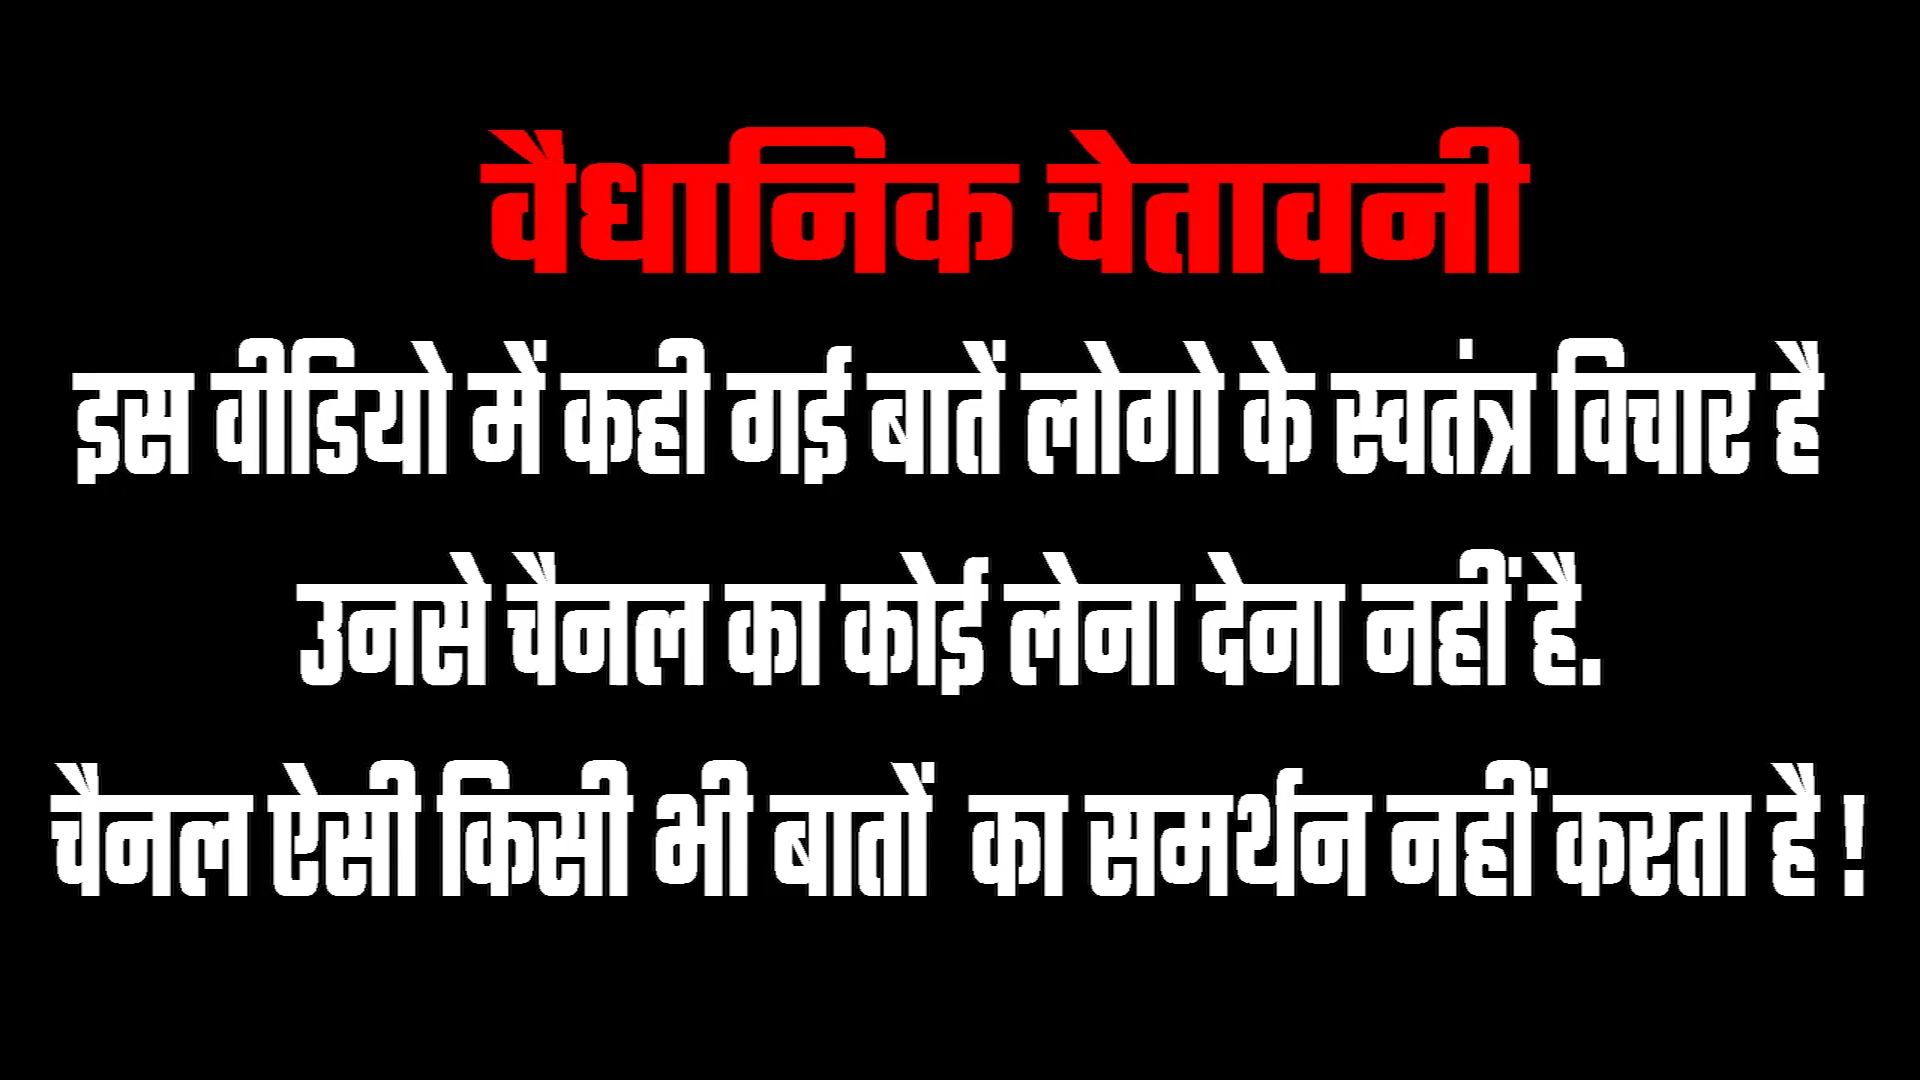 वैधानिक चेतावनी
इस वीडियो में कही गई बातें लोगो के स्वतंत्र विचार है
उनसे चैनल का कोई लेना देना नहीं है.
चैनल ऐसी किसी भी बातों का समर्थन नहीं करता है !